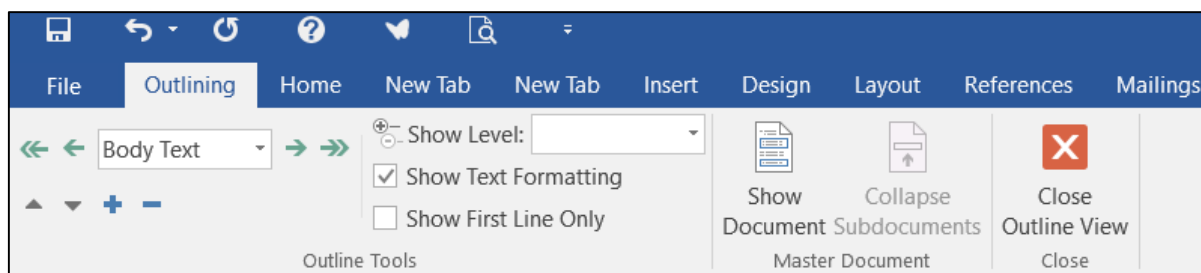 File Outlining Home New Tab New Tab Insert Design Layout References Mailings
Body Text
Show Level:
Show Text Formatting
Show First Line Only
Outline Tools
Show
Document
Collapse
Subdocuments
Master Document
Close
Outline View
Close